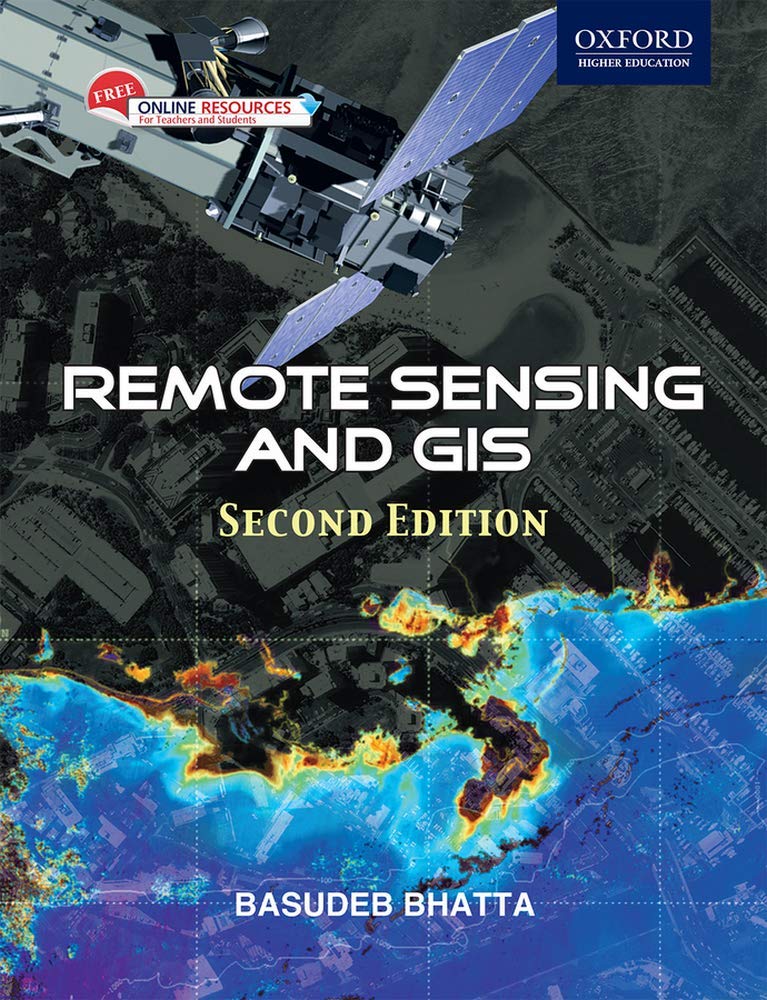 OXFORD
HIGHER EDUCATION
FREE
ONLINE RESOURCES
For Teachers and Students
REMOTE SENSING
AND GIS
SECOND EDITION
BASUDEB BHATTA